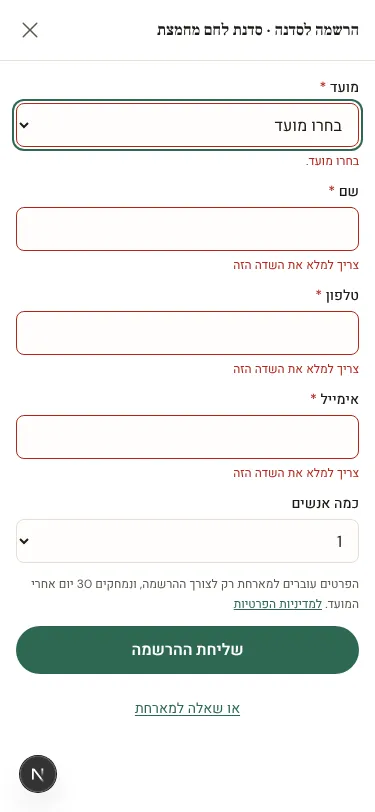 הרשמה לסדנה · סדנת לחם מחמצת
מועד *
בחרו מועד
בחרו מועד.
שם *
צריך למלא את השדה הזה
טלפון *
צריך למלא את השדה הזה
אימייל *
צריך למלא את השדה הזה
כמה אנשים
1
הפרטים עוברים למארחת רק לצורך ההרשמה, ונמחקים 30 יום אחרי
המועד. למדיניות הפרטיות
שליחת ההרשמה
או שאלה למארחת
N